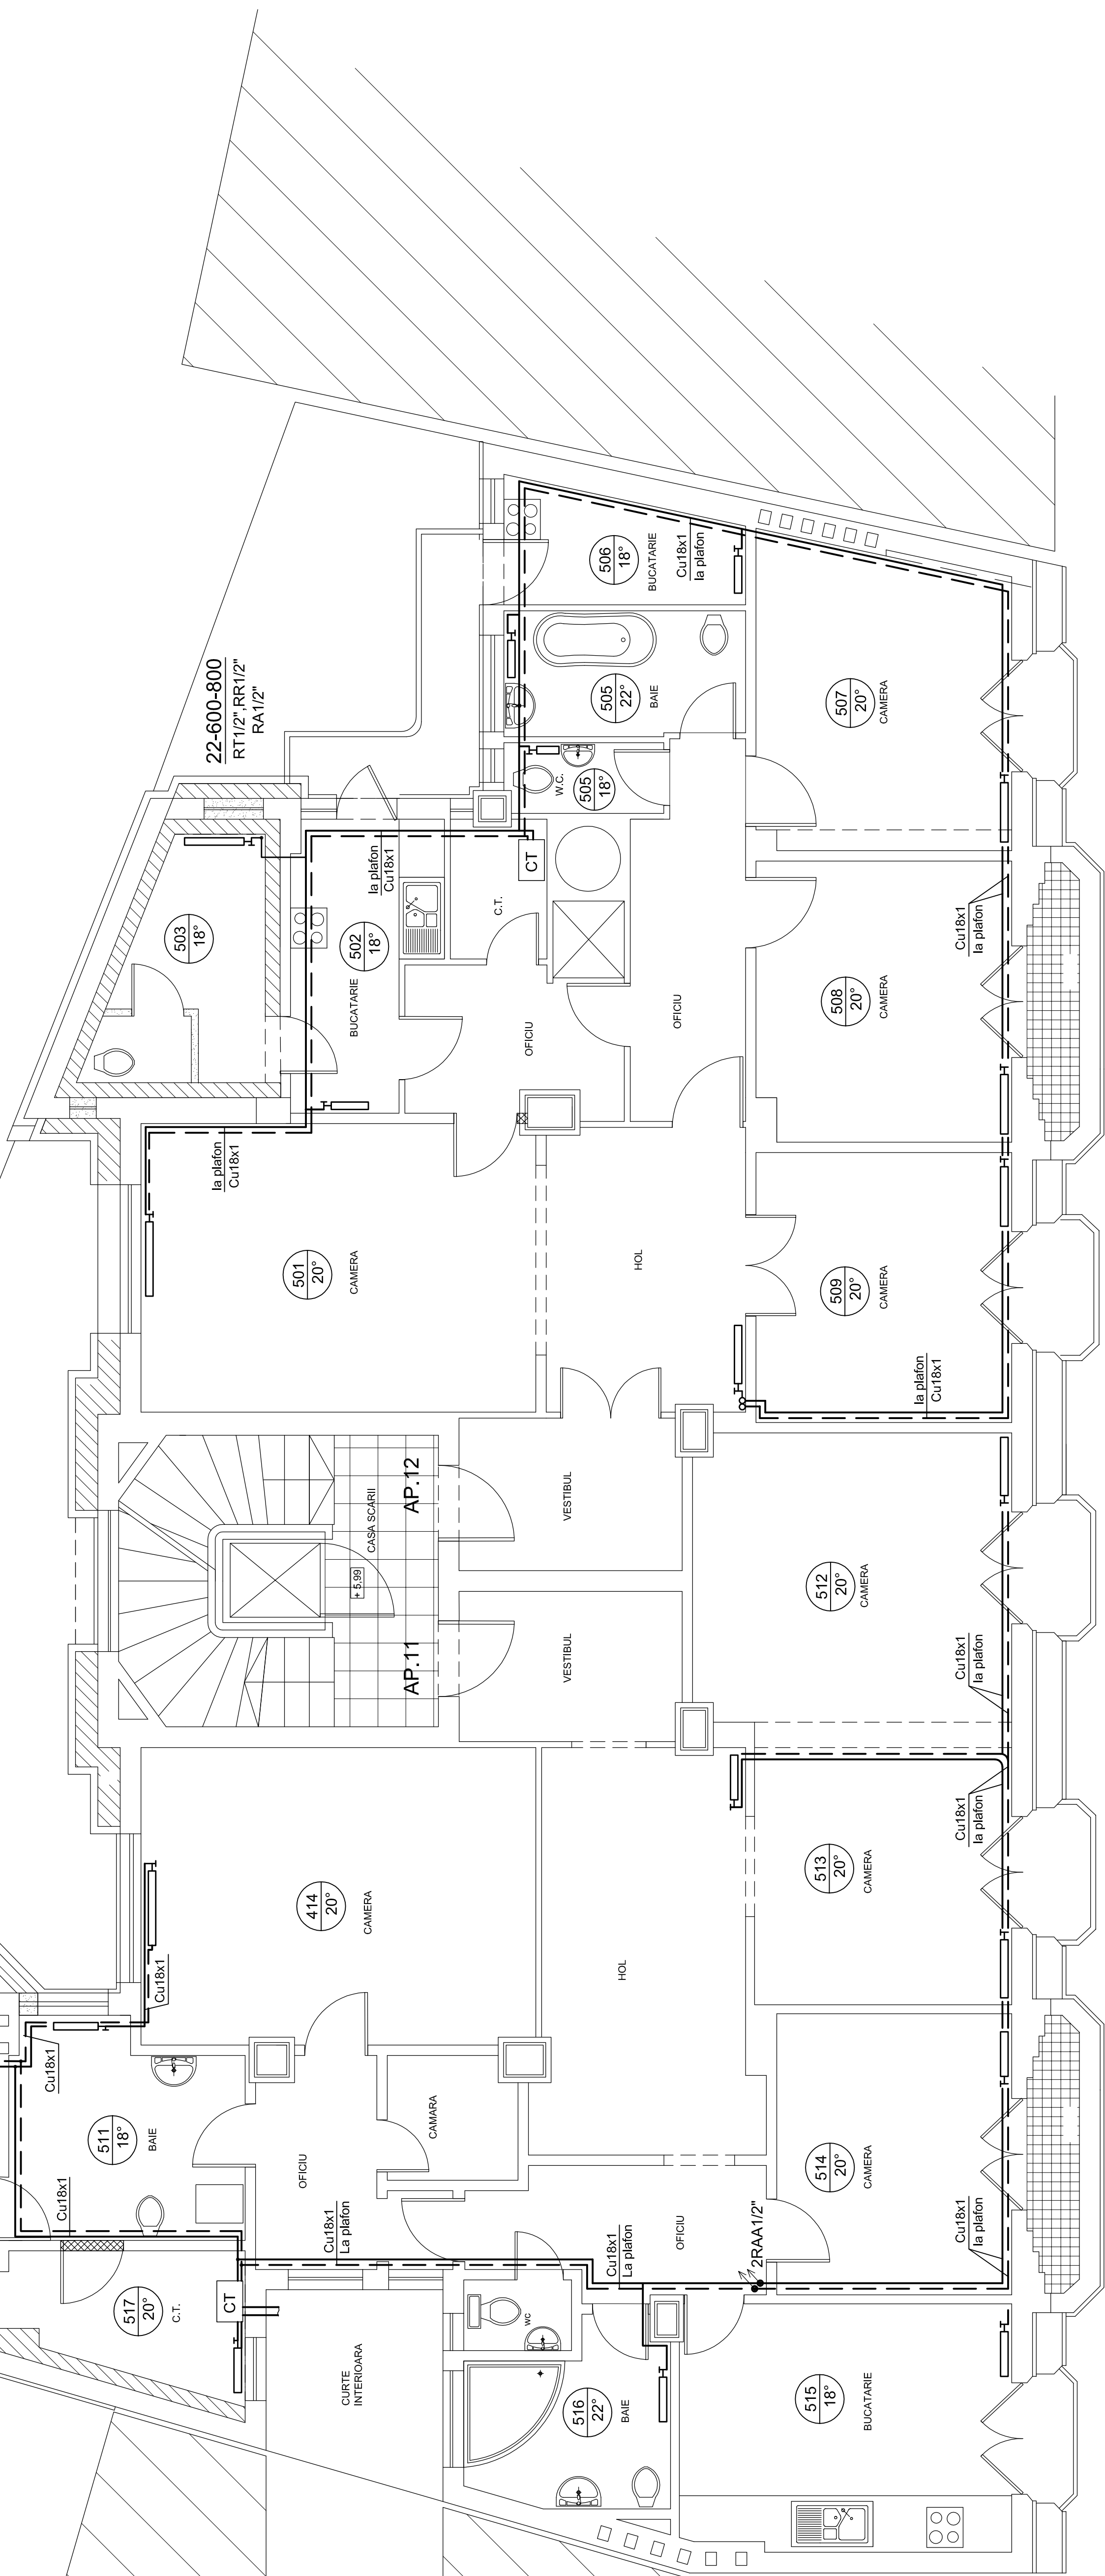 22-600-800
RT1/2",RR1/2"
RA1/2"
506
18°
BUCATARIE
Cu18x1
la plafon
505
22°
BAIE
507
20°
CAMERA
W.C.
505
18°
la plafon
Cu18x1
CT
C.T.
503
18°
502
18°
BUCATARIE
Cu18x1
la plafon
508
20°
CAMERA
OFICIU
OFICIU
la plafon
Cu18x1
501
20°
CAMERA
HOL
509
20°
CAMERA
la plafon
Cu18x1
AP.12
CASA SCARII
+ 5,99
VESTIBUL
AP.11
VESTIBUL
512
20°
CAMERA
Cu18x1
la plafon
Cu18x1
la plafon
513
20°
CAMERA
414
20°
CAMERA
HOL
Cu18x1
Cu18x1
511
18°
BAIE
Cu18x1
CAMARA
OFICIU
514
20°
CAMERA
Cu18x1
La plafon
Cu18x1
La plafon
OFICIU
2RAA1/2"
Cu18x1
la plafon
517
20°
C.T.
CT
WC
CURTE
INTERIOARA
516
22°
BAIE
515
18°
BUCATARIE